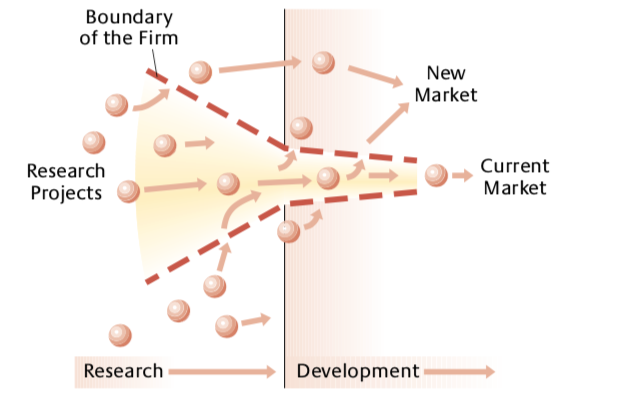 Boundary
of the Firm
New
Market
Research
Projects
Current
Market
Research
Development